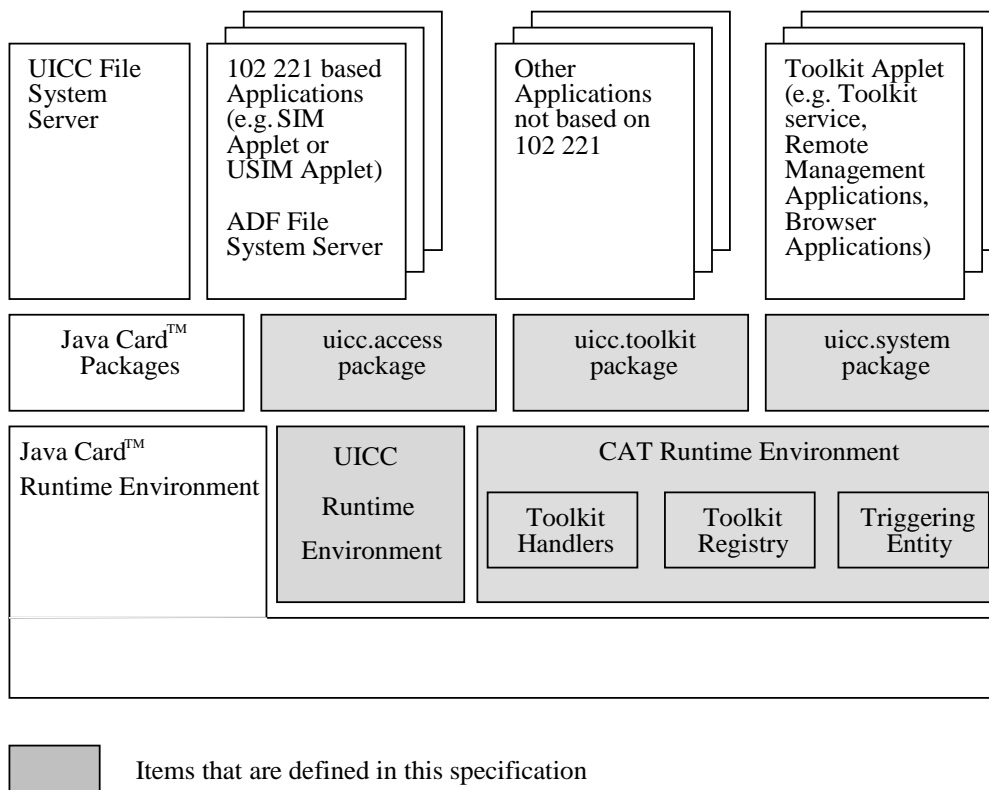 UICC File
System
Server
102 221 based
Applications
(e.g. SIM
Applet or
USIM Applet)
ADF File
System Server
Other
Applications
not based on
102 221
Toolkit Applet
(e.g. Toolkit
service,
Remote
Management
Applications,
Browser
Applications)
Java Card™
Packages
uicc.access
package
uicc.toolkit
package
uicc.system
package
Java Card™
Runtime Environment
UICC
Runtime
Environment
CAT Runtime Environment
Toolkit
Handlers
Toolkit
Registry
Triggering
Entity
Items that are defined in this specification